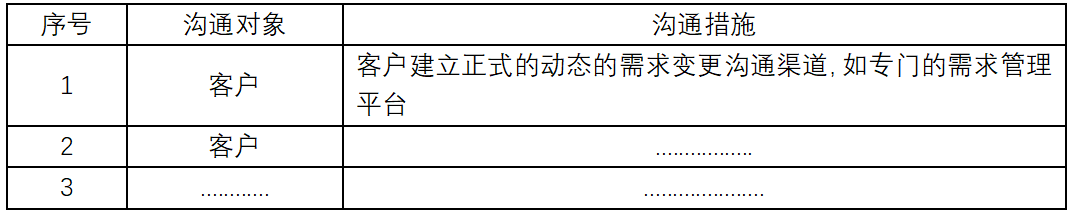 序号 沟通对象 沟通措施
1 客户 客户建立正式的动态的需求变更沟通渠道,如专门的需求管理
平台
2 客户 .................
3 ............ .....................